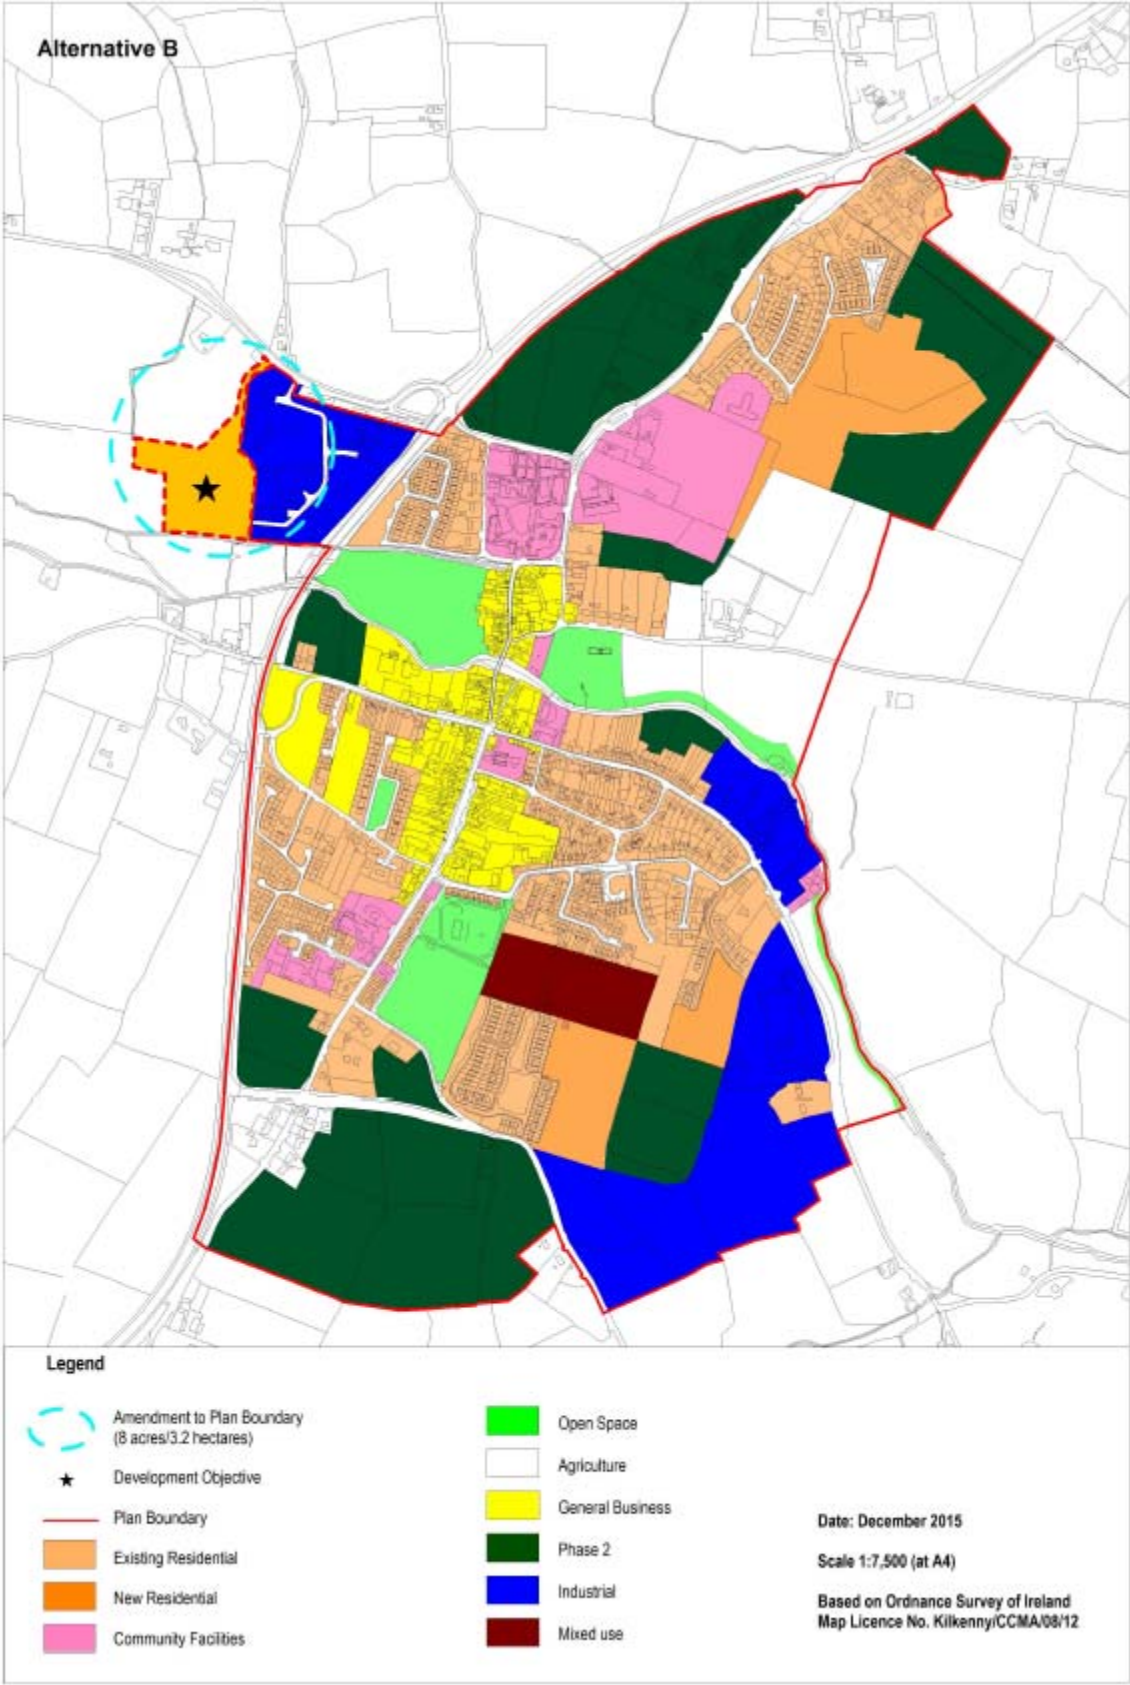 Alternative B
Legend
Amendment to Plan Boundary
(8 acres/3.2 hectares)
Development Objective
Plan Boundary
Existing Residential
New Residential
Community Facilities
Open Space
Agriculture
General Business
Phase 2
Industrial
Mixed use
Date: December 2015
Scale 1:7,500 (at A4)
Based on Ordnance Survey of Ireland
Map Licence No. Kilkenny/CCMA/08/12